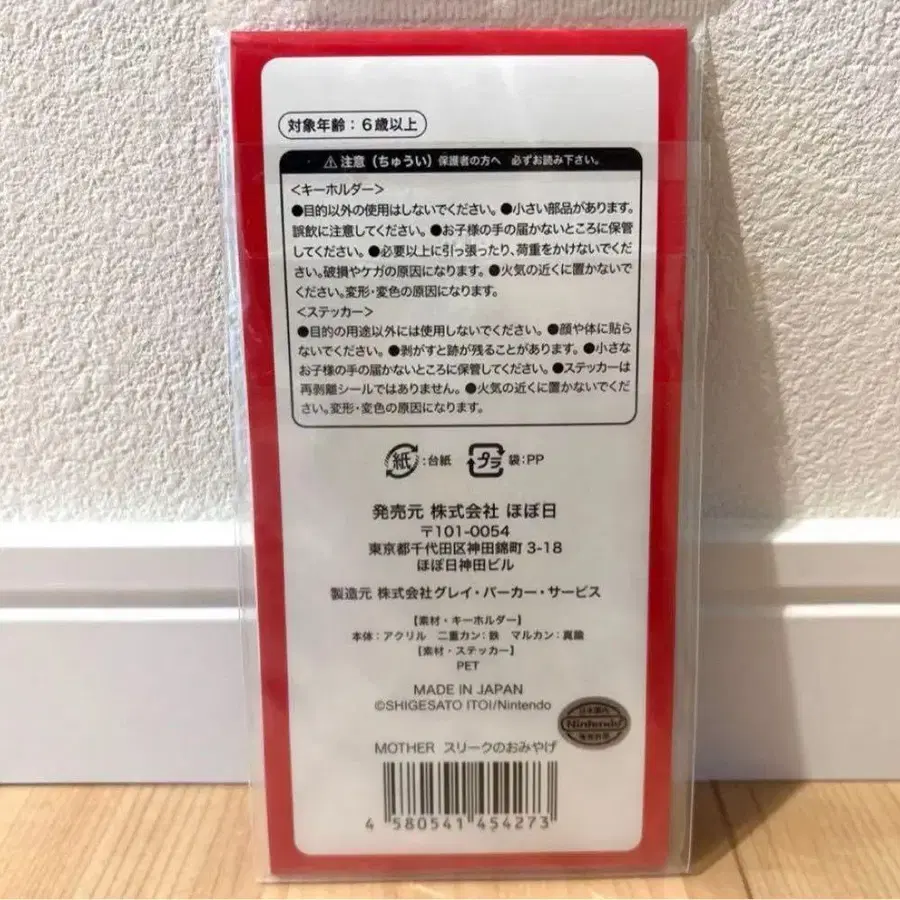 対象年齢：6歳以上
⚠注意（ちゅうい）保護者の方へ 必ずお読み下さい。
＜キーホルダー＞
●目的以外の使用はしないでください。●小さい部品があります。
誤飲に注意してください。●お子様の手の届かないところに保管
してください。●必要以上に引っ張ったり、荷重をかけないでくだ
さい。破損やケガの原因になります。●火気の近くに置かないで
ください。変形・変色の原因になります。
＜ステッカー＞
●目的の用途以外には使用しないでください。●顔や体に貼ら
ないでください。●剥がすと跡が残ることがあります。●小さな
お子様の手の届かないところに保管してください。●ステッカーは
再剥離シールではありません。●火気の近くに置かないでくだ
さい。変形・変色の原因になります。
紙：台紙 プラ 袋：PP
発売元 株式会社 ほぼ日
〒101-0054
東京都千代田区神田錦町 3-18
ほぼ日神田ビル
製造元 株式会社グレイ・パーカー・サービス
【素材・キーホルダー】
本体：アクリル 二重カン：鉄 マルカン：真鍮
【素材・ステッカー】
PET
MADE IN JAPAN
©SHIGESATO ITOI/Nintendo
日本国内
Nintendo
MOTHER スリークのおみやげ
4 580541 454273